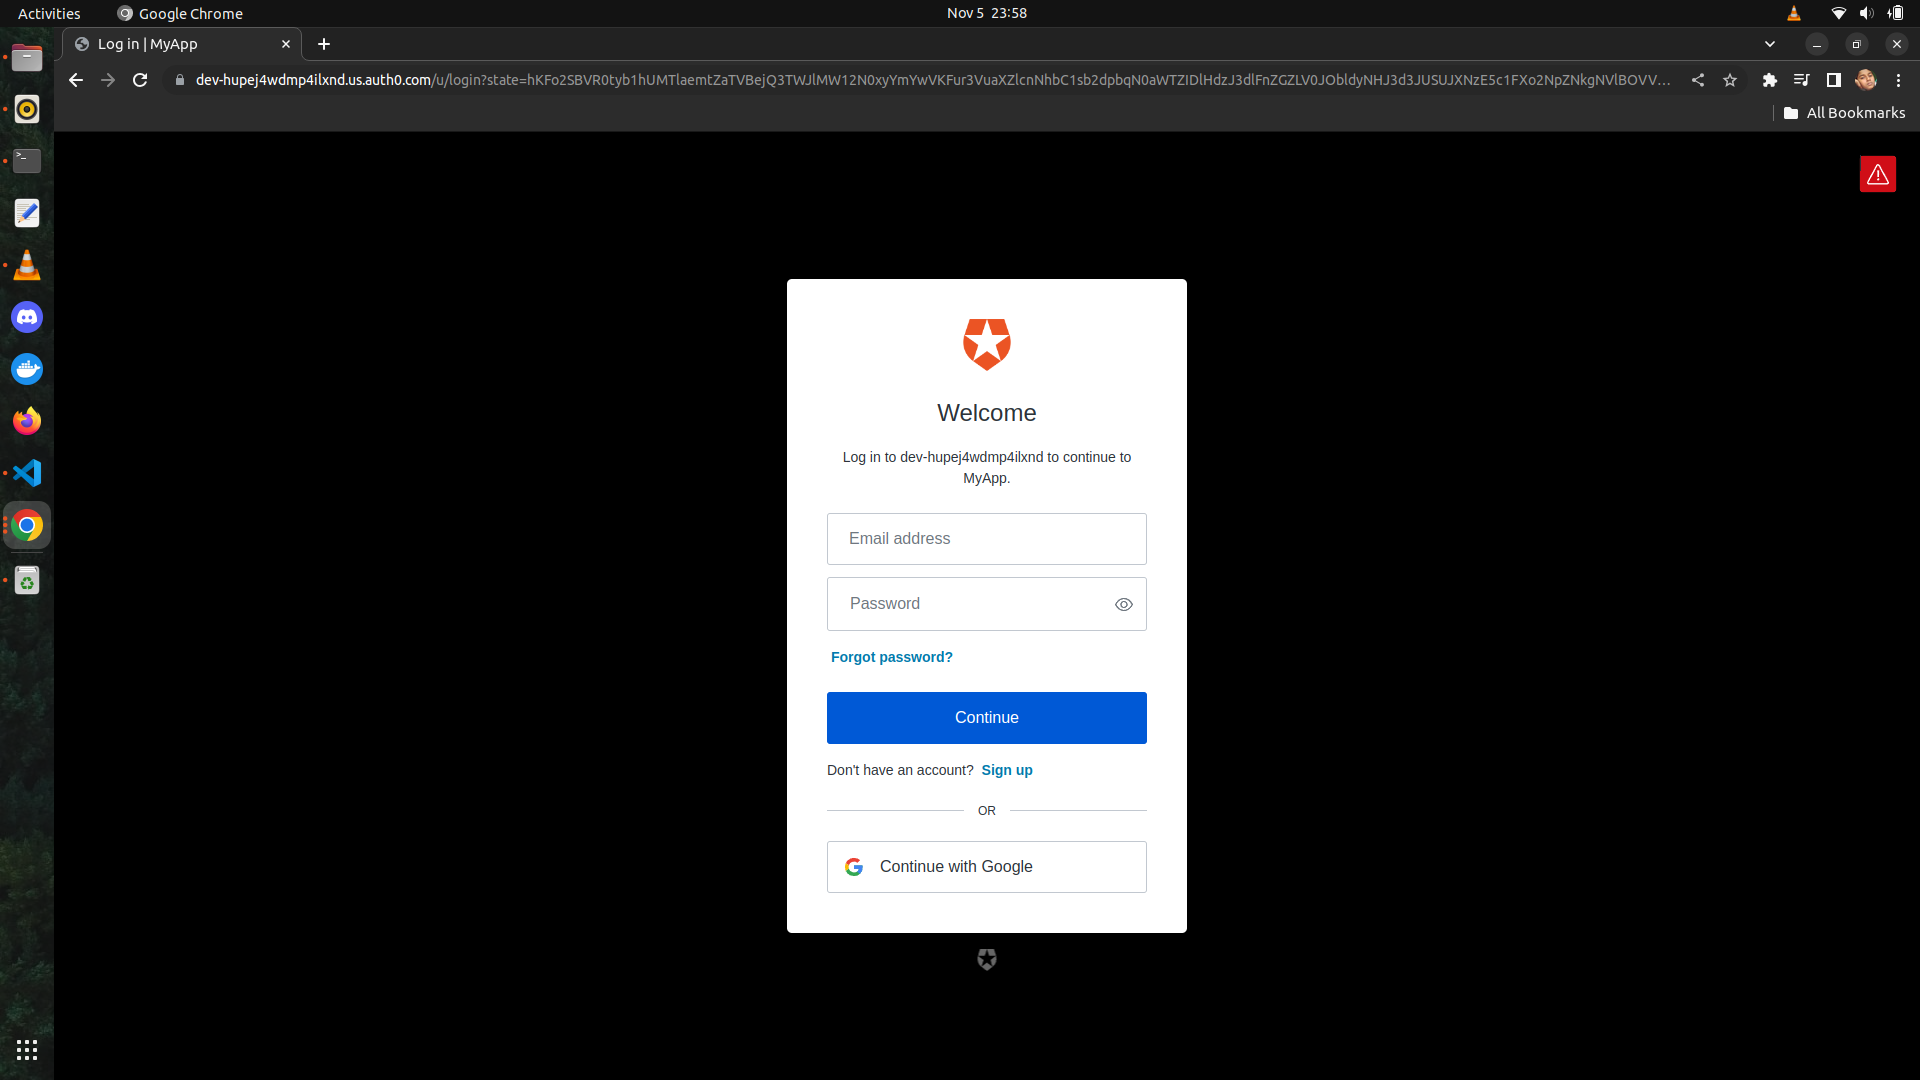 Activities
Google Chrome
Nov 5 23:58
Log in | MyApp
dev-hupej4wdmp4ilxnd.us.auth0.com/u/login?state=
All Bookmarks
Welcome
Log in to dev-hupej4wdmp4ilxnd to continue to
MyApp.
Email address
Password
Forgot password?
Continue
Don't have an account? Sign up
OR
Continue with Google